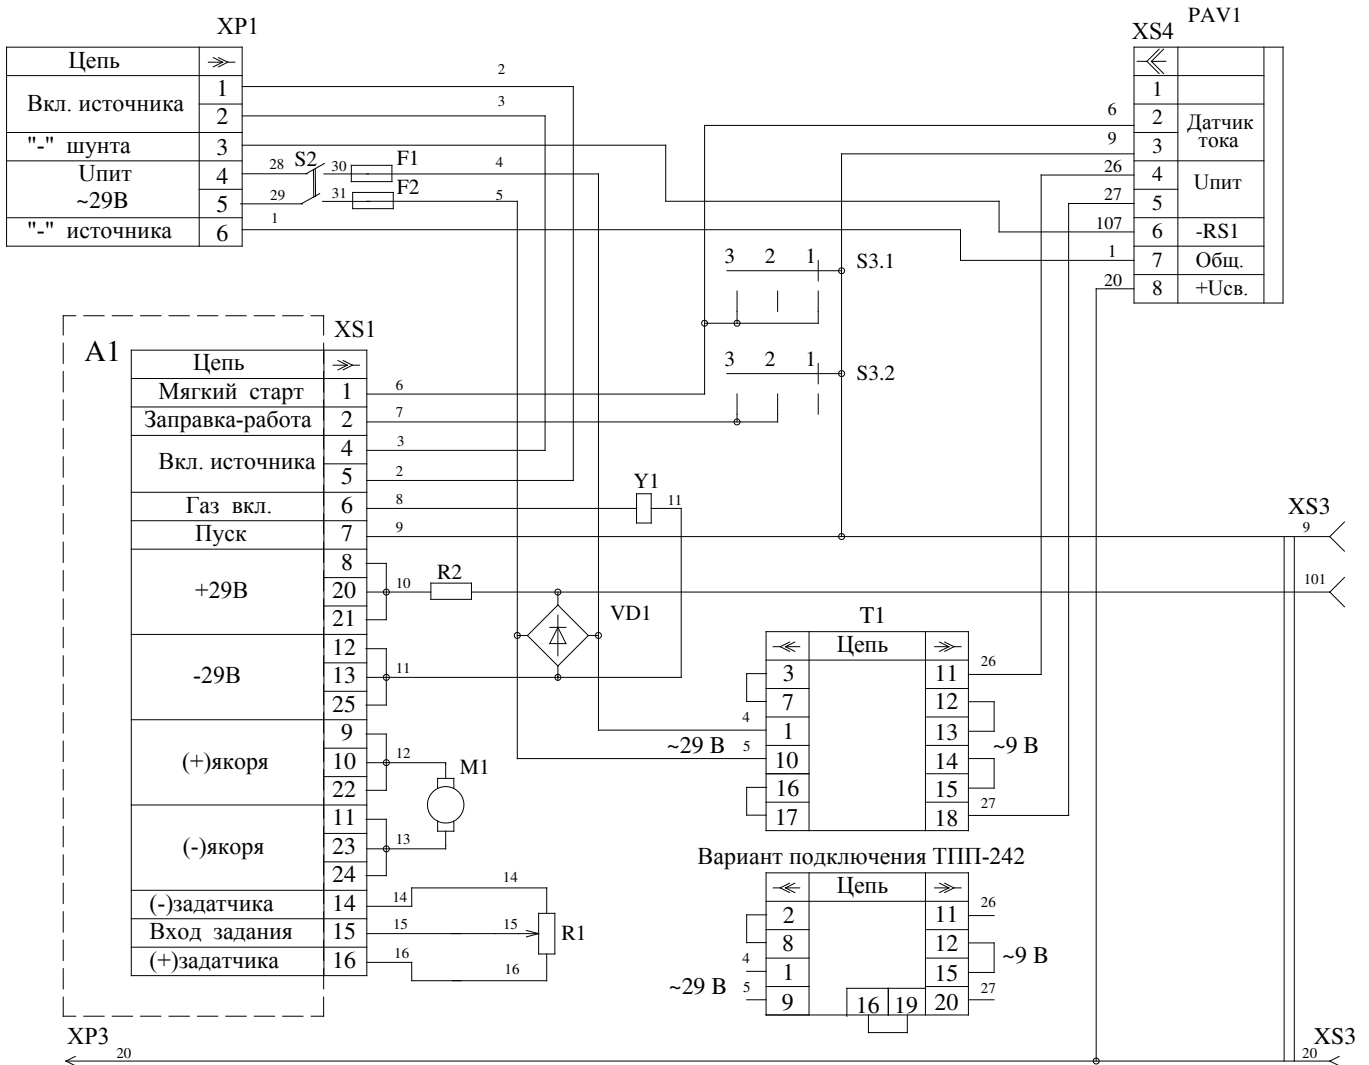 XP1
Цепь
Вкл. источника
1
2
"-" шунта
3
Uпит
~29В
4
5
"-" источника
6
2
3
28
S2
30
F1
4
29
31
F2
5
1
PAV1
XS4
1
2
3
Датчик
тока
4
5
Uпит
6
-RS1
7
Общ.
8
+Uсв.
6
9
26
27
107
1
20
3 2 1
S3.1
3 2 1
S3.2
A1
XS1
Цепь
Мягкий старт
1
6
Заправка-работа
2
7
Вкл. источника
4
3
5
2
Газ вкл.
6
8
Y1
11
Пуск
7
9
XS3
9
+29В
8
20
21
10
R2
101
VD1
-29В
12
13
25
11
(+)якоря
9
10
22
12
M1
(-)якоря
11
23
24
13
(-)задатчика
14
14
14
Вход задания
15
15
15
R1
(+)задатчика
16
16
16
T1
Цепь
3
7
1
10
16
17
4
~29 В
5
11
12
13
14
15
18
26
~9 В
27
Вариант подключения ТПП-242
Цепь
2
8
1
9
4
~29 В
5
16
19
11
12
15
20
26
~9 В
27
XP3
20
XS3
20